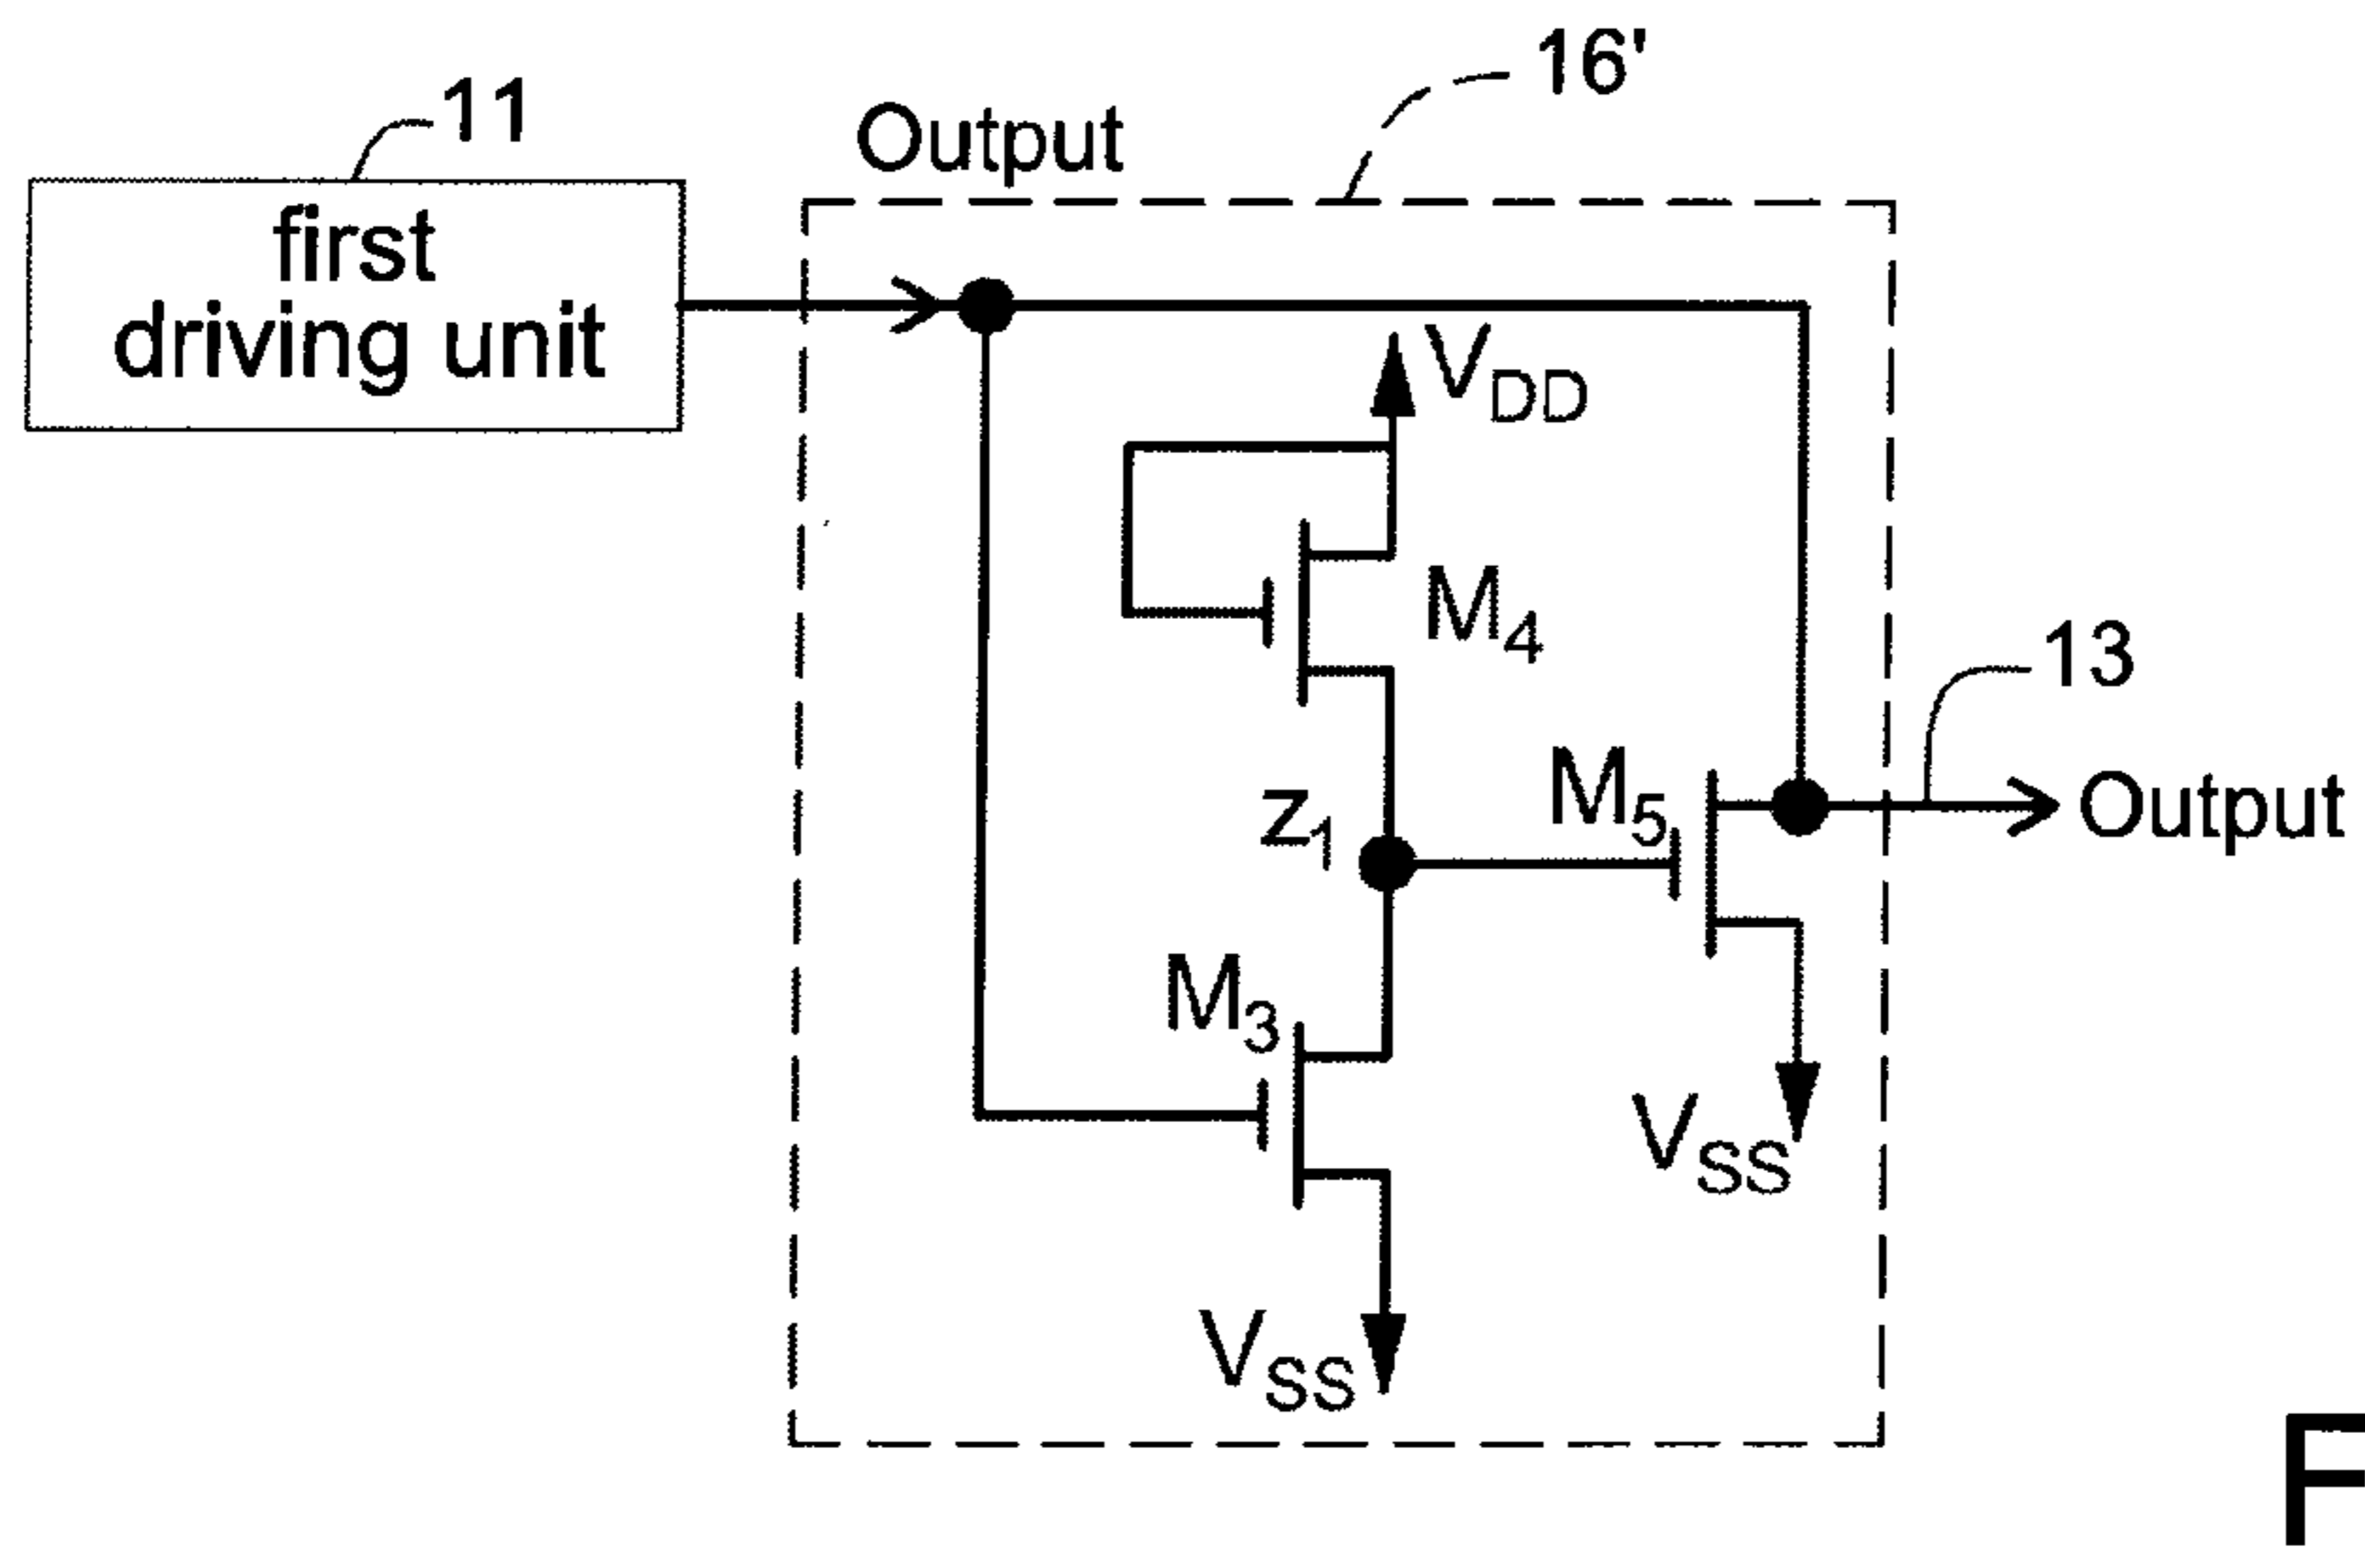 16'
11
Output
first
driving unit
VDD
M4
13
M5
Output
z1
M3
VSS
VSS
F